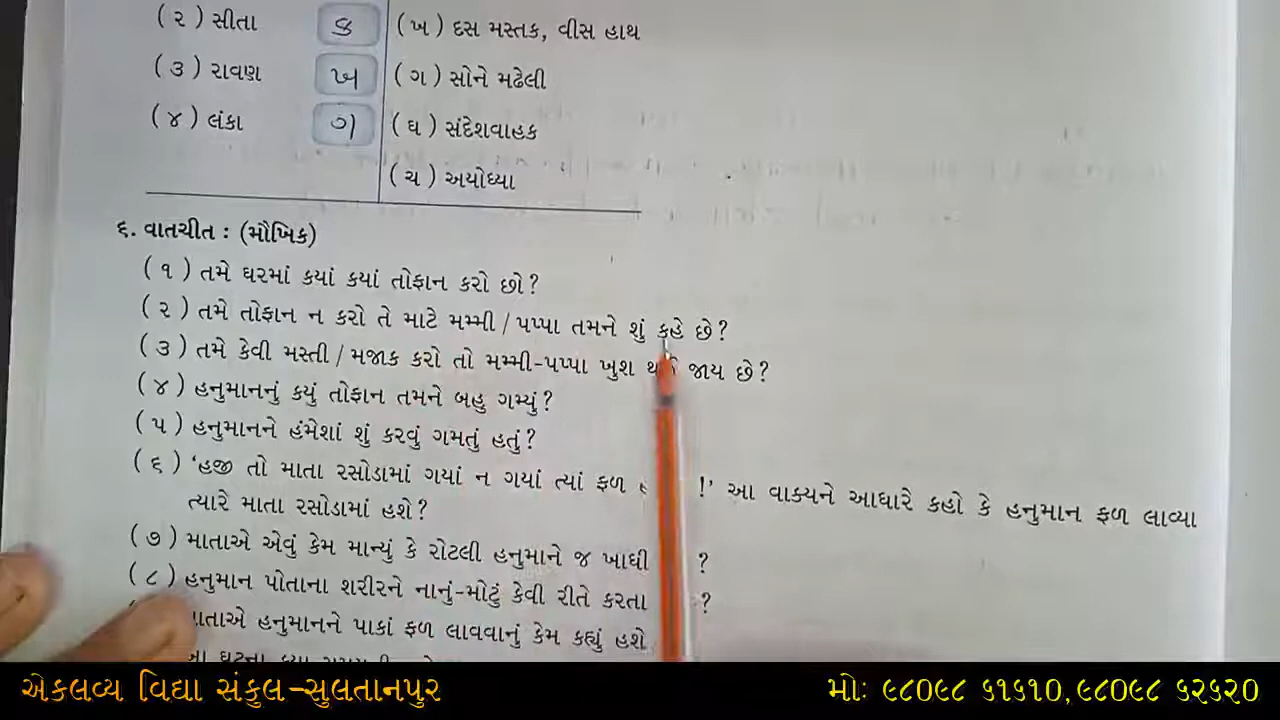 (૨) સીતા ક (ખ) દસ મસ્તક, વીસ હાથ
(૩) રાવણ ખ (ગ) સોને મઢેલી
(૪) લંકા ગ (ઘ) સંદેશવાહક
(ચ) અયોધ્યા
૬. વાતચીત : (મૌખિક)
(૧) તમે ઘરમાં કયાં કયાં તોફાન કરો છો?
(૨) તમે તોફાન ન કરો તે માટે મમ્મી / પપ્પા તમને શું કહે છે?
(૩) તમે કેવી મસ્તી / મજાક કરો તો મમ્મી-પપ્પા ખુશ જાય છે?
(૪) હનુમાનનું કયું તોફાન તમને બહુ ગમ્યું?
(૫) હનુમાનને હંમેશાં શું કરવું ગમતું હતું?
(૬) ‘હજી તો માતા રસોડામાં ગયાં ન ગયાં ત્યાં ફળ !’ આ વાક્યને આધારે કહો કે હનુમાન ફળ લાવ્યા
ત્યારે માતા રસોડામાં હશે?
(૭) માતાએ એવું કેમ માન્યું કે રોટલી હનુમાને જ ખાધી ?
(૮) હનુમાન પોતાના શરીરને નાનું-મોટું કેવી રીતે કરતા ?
માતાએ હનુમાનને પાકાં ફળ લાવવાનું કેમ કહ્યું હશે
એકલવ્ય વિદ્યા સંકુલ-સુલતાનપુર મોઃ ૯૮૦૯૮ ૬૧૬૧૦,૯૮૦૯૮ ૬૨૬૨૦